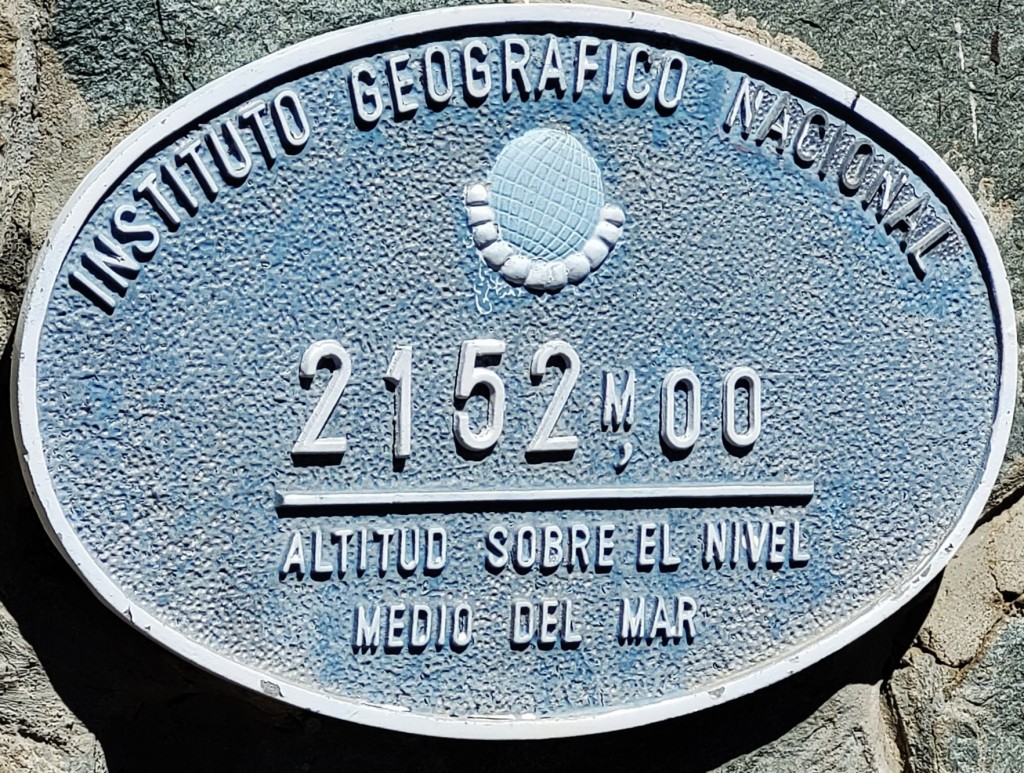 INSTITUTO GEOGRAFICO NACIONAL
2152M,00
ALTITUD SOBRE EL NIVEL
MEDIO DEL MAR